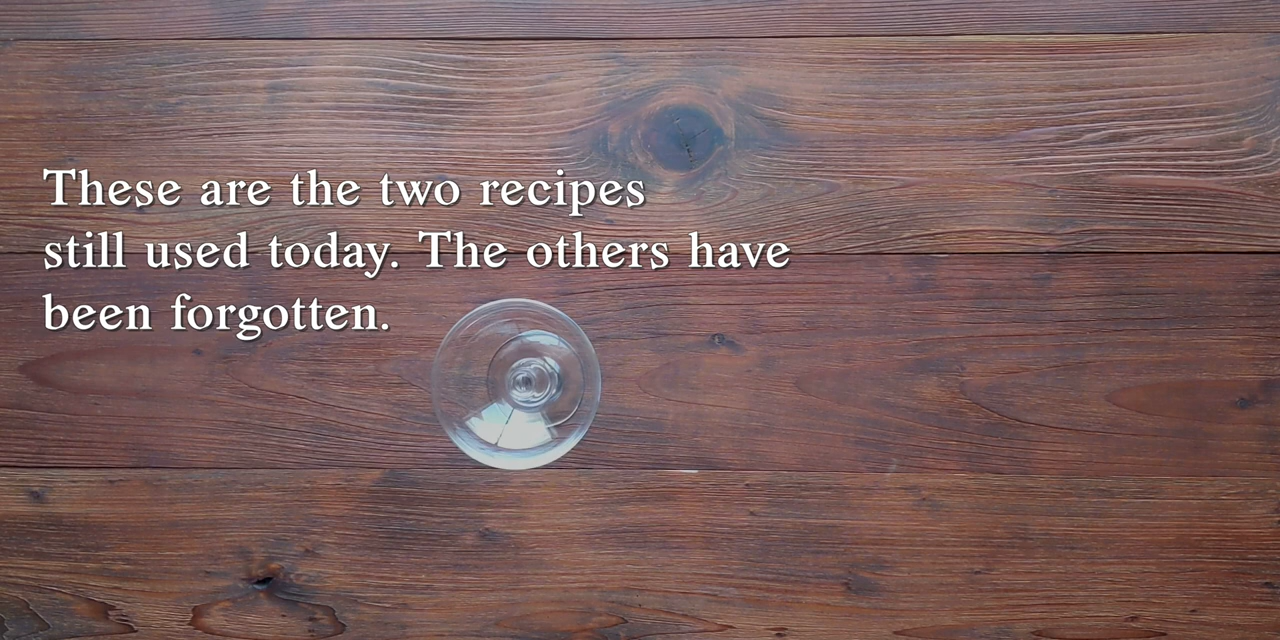 These are the two recipes
still used today. The others have
been forgotten.